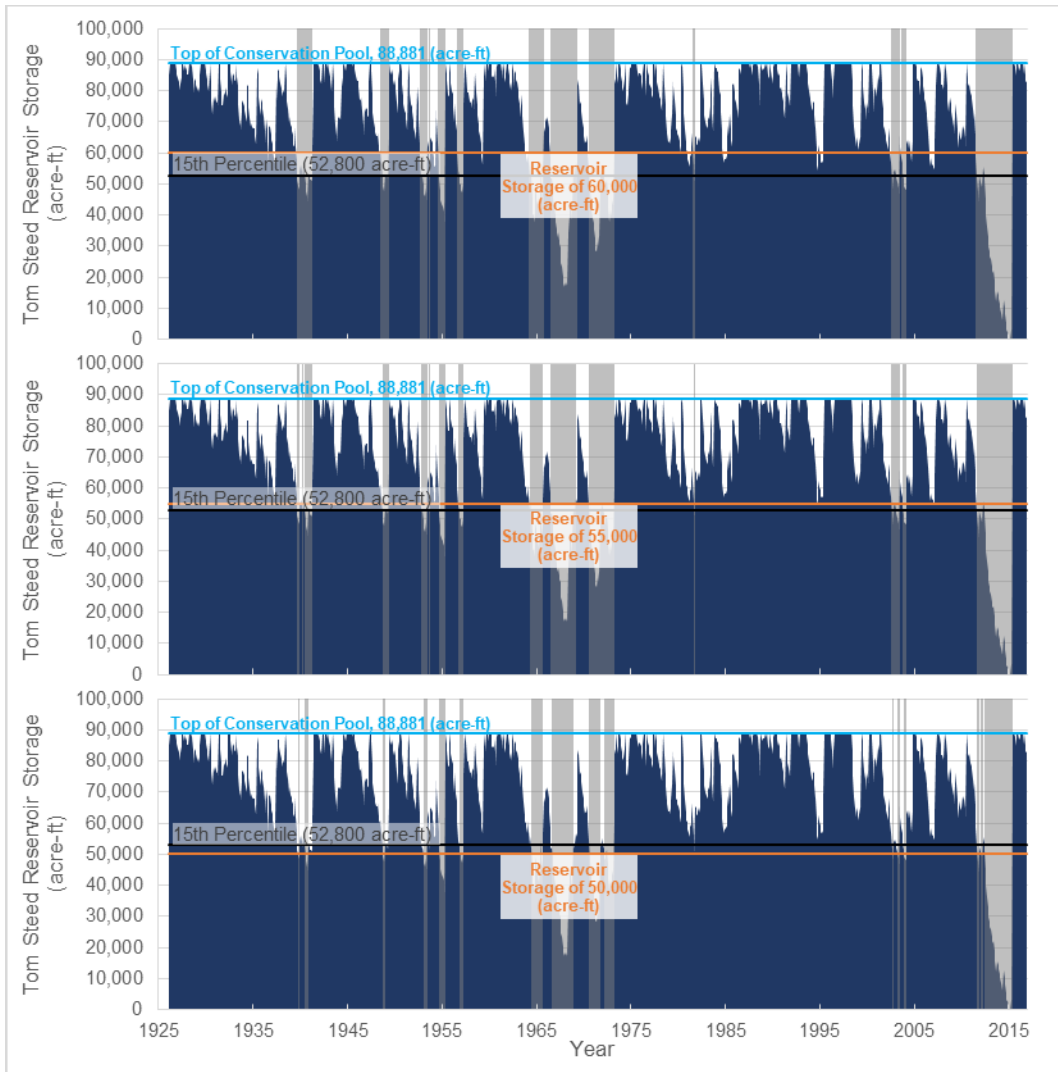 Tom Steed Reservoir Storage
(acre-ft)
100,000
90,000
80,000
70,000
60,000
50,000
40,000
30,000
20,000
10,000
0
Top of Conservation Pool, 88,881 (acre-ft)
15th Percentile (52,800 acre-ft)
Reservoir
Storage of 60,000
(acre-ft)
Tom Steed Reservoir Storage
(acre-ft)
100,000
90,000
80,000
70,000
60,000
50,000
40,000
30,000
20,000
10,000
0
Top of Conservation Pool, 88,881 (acre-ft)
15th Percentile (52,800 acre-ft)
Reservoir
Storage of 55,000
(acre-ft)
Tom Steed Reservoir Storage
(acre-ft)
100,000
90,000
80,000
70,000
60,000
50,000
40,000
30,000
20,000
10,000
0
Top of Conservation Pool, 88,881 (acre-ft)
15th Percentile (52,800 acre-ft)
Reservoir
Storage of 50,000
(acre-ft)
1925 1935 1945 1955 1965 1975 1985 1995 2005 2015
Year